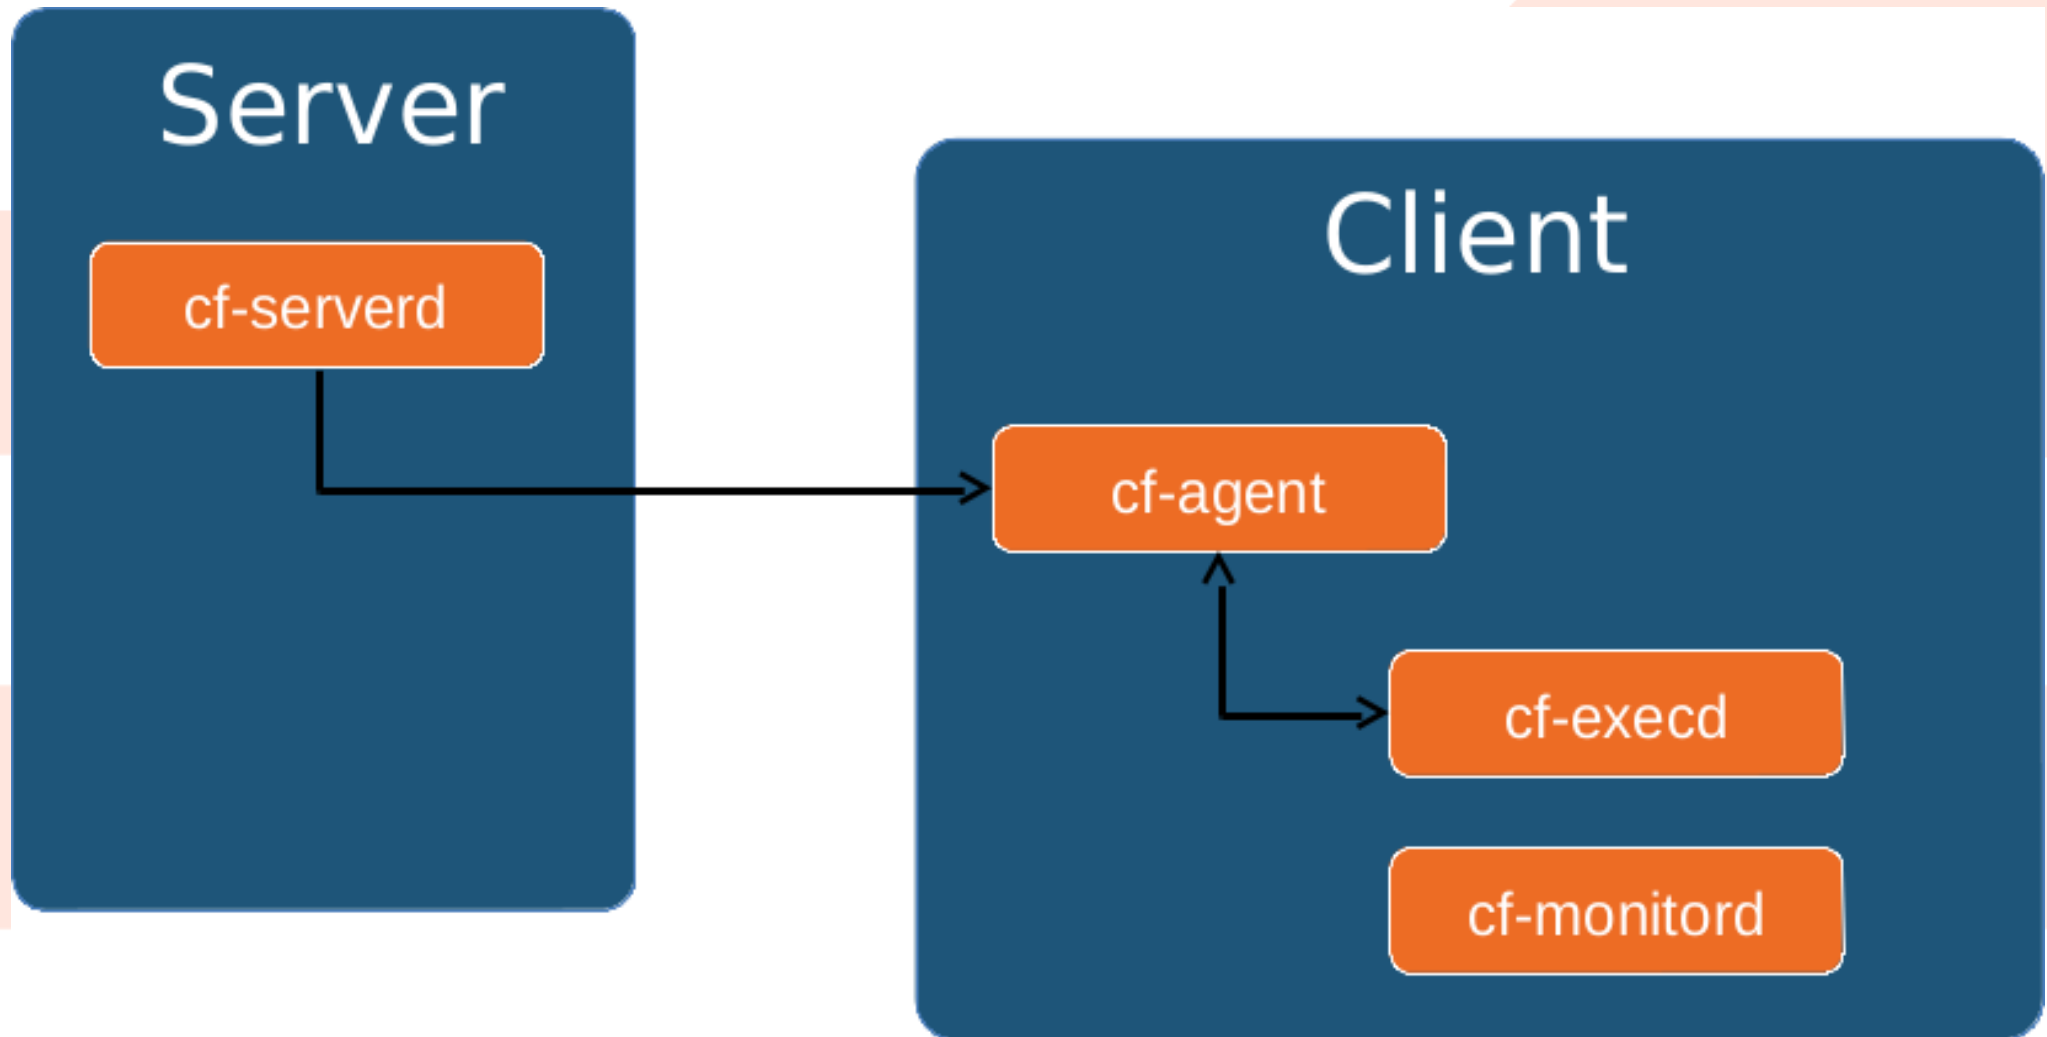 Server
cf-serverd
Client
cf-agent
cf-execd
cf-monitord